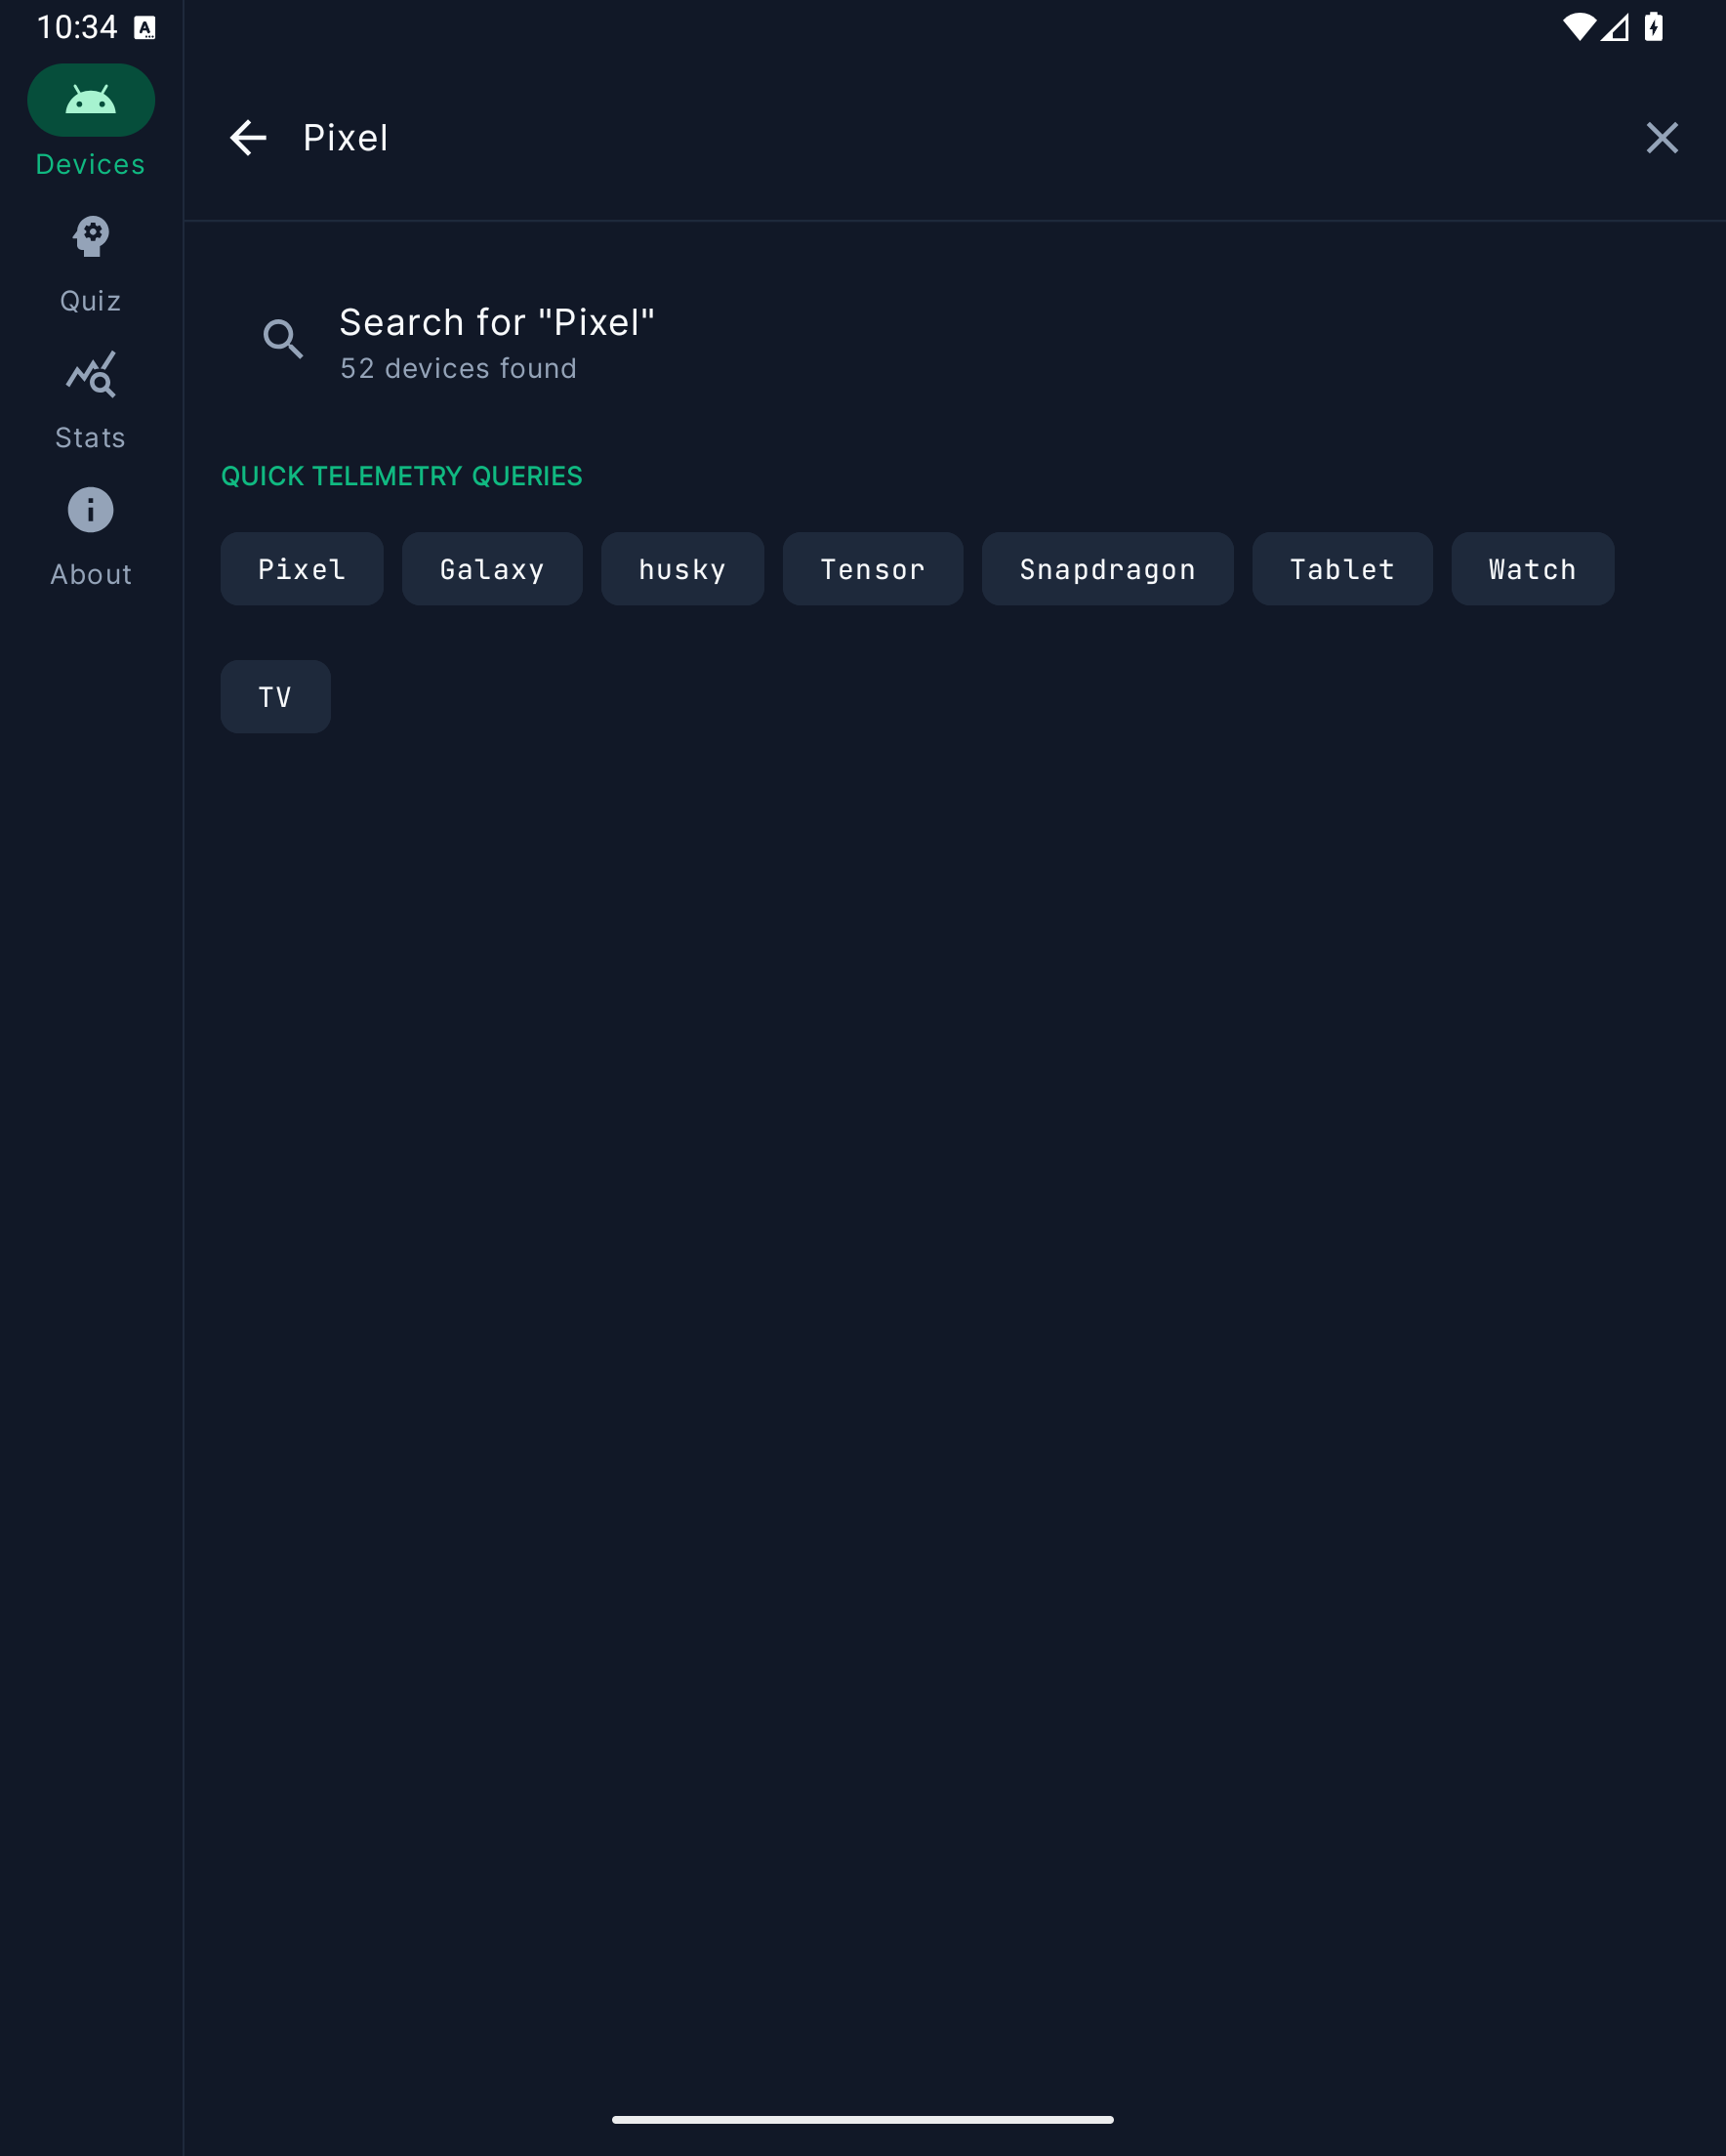 10:34
Devices
Quiz
Stats
About
Pixel
Search for "Pixel"
52 devices found
QUICK TELEMETRY QUERIES
Pixel Galaxy husky Tensor Snapdragon Tablet Watch
TV